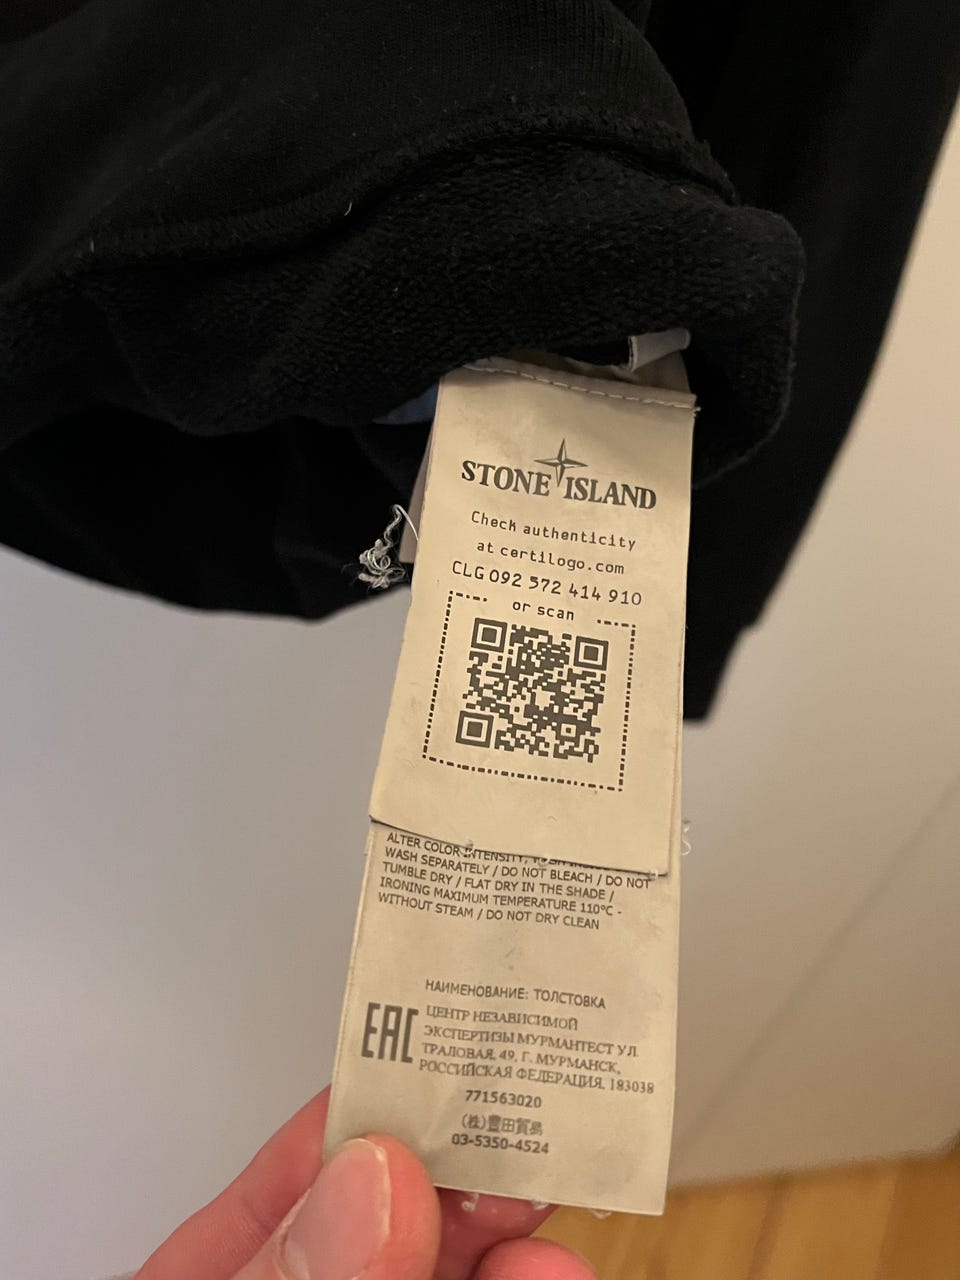 STONE ISLAND
Check authenticity
at certilogo.com
CLG 092 572 414 910
or scan
ALTER COLOR INTENSITY, WASH
WASH SEPARATELY / DO NOT BLEACH / DO NOT
TUMBLE DRY / FLAT DRY IN THE SHADE /
IRONING MAXIMUM TEMPERATURE 110°C -
WITHOUT STEAM / DO NOT DRY CLEAN
НАИМЕНОВАНИЕ: ТОЛСТОВКА
EAC
ЦЕНТР НЕЗАВИСИМОЙ
ЭКСПЕРТИЗЫ МУРМАНТЕСТ УЛ.
ТРАЛОВАЯ, 49, Г. МУРМАНСК,
РОССИЙСКАЯ ФЕДЕРАЦИЯ, 183038
771563020
(株)豊田貿易
03-5350-4524